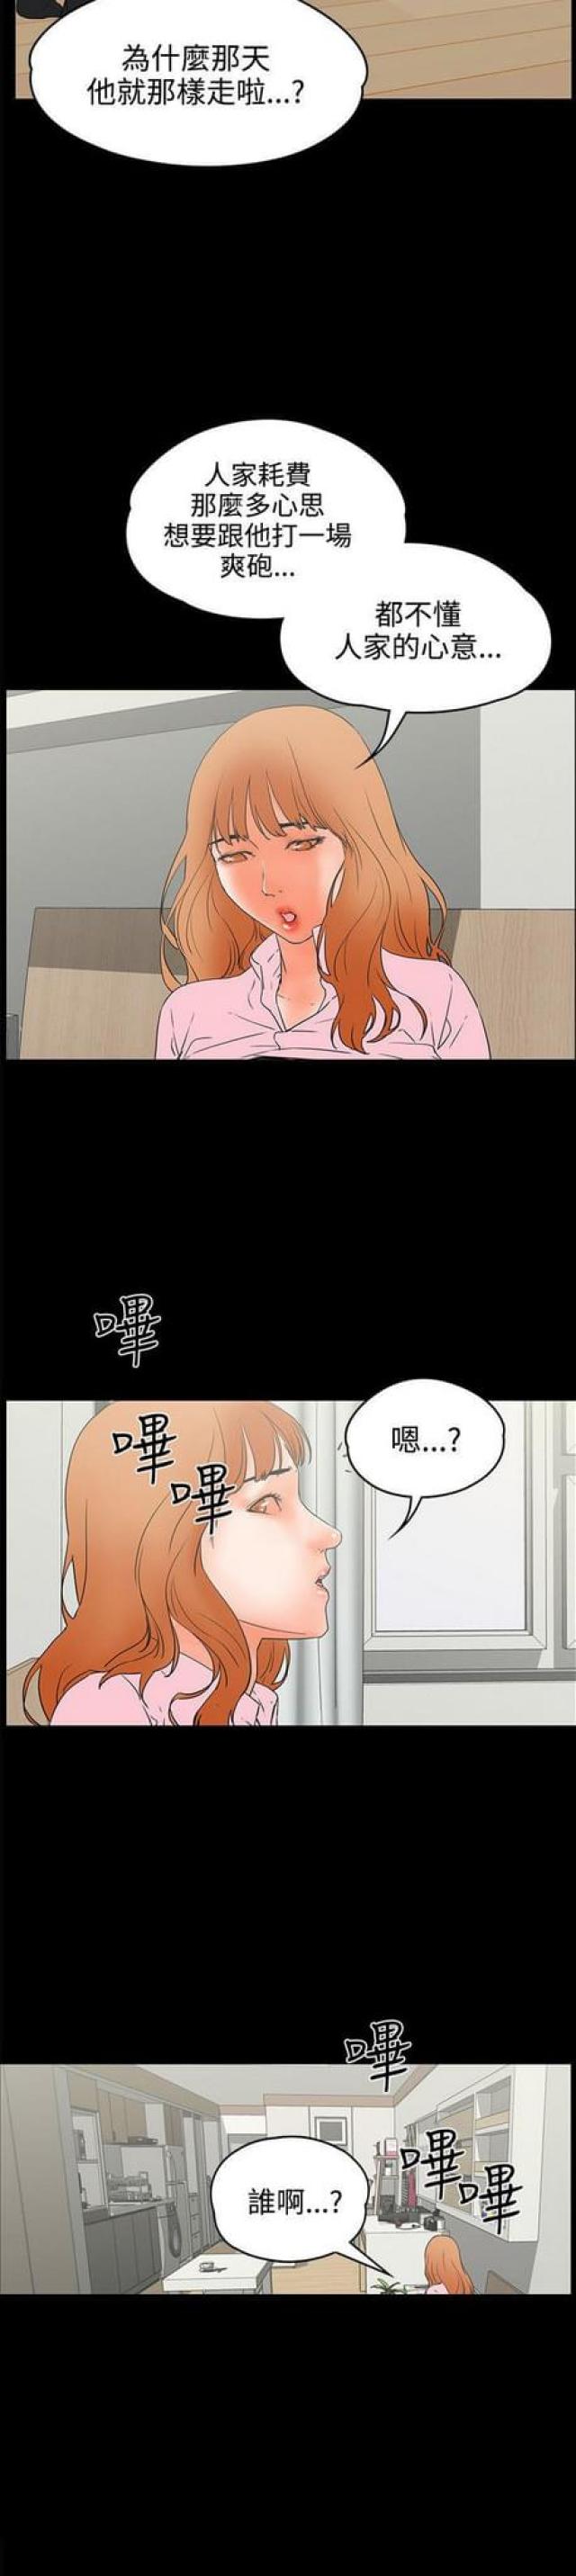 為什麼那天
他就那樣走啦...?
人家耗費
那麼多心思
想要跟他打一場
爽砲...
都不懂
人家的心意...
嗶
嗶
嗶
嗯...?
嗶
嗶
嗶
誰啊...?